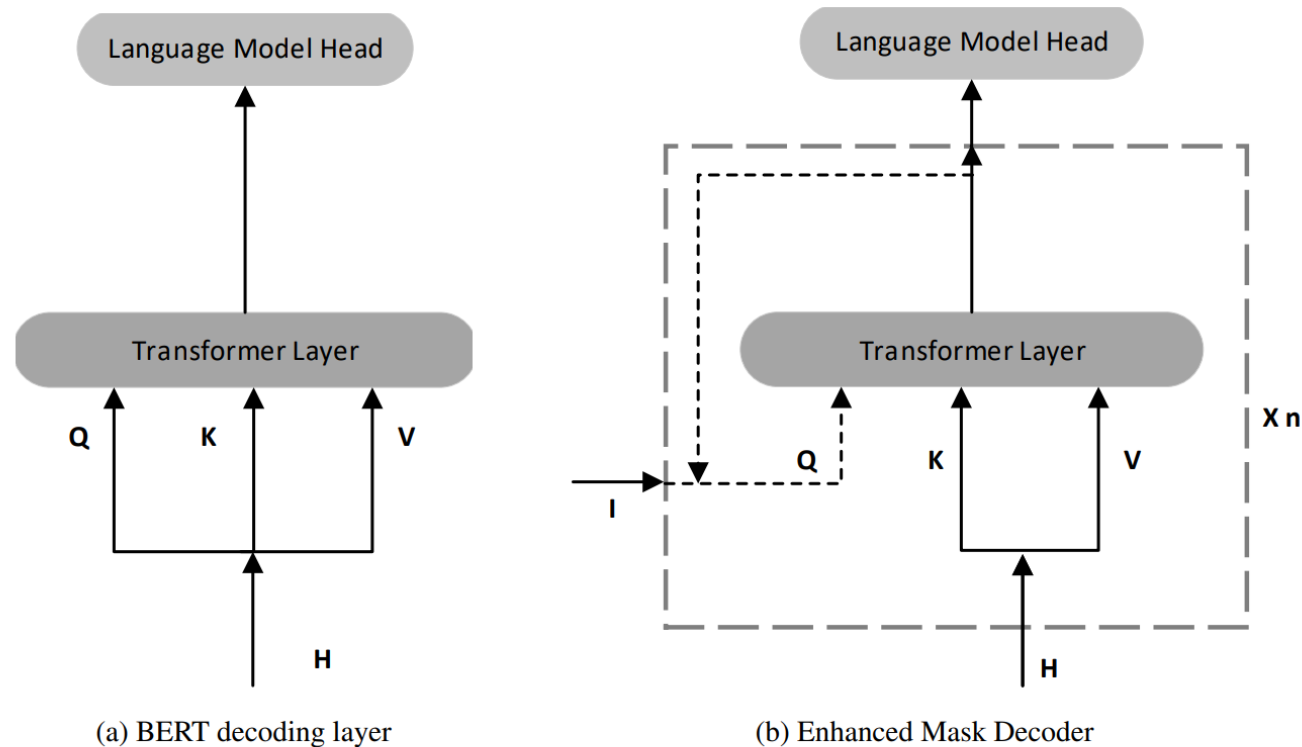 Language Model Head
Transformer Layer
Q
K
V
H
(a) BERT decoding layer
Language Model Head
Transformer Layer
Q
K
V
X n
I
H
(b) Enhanced Mask Decoder